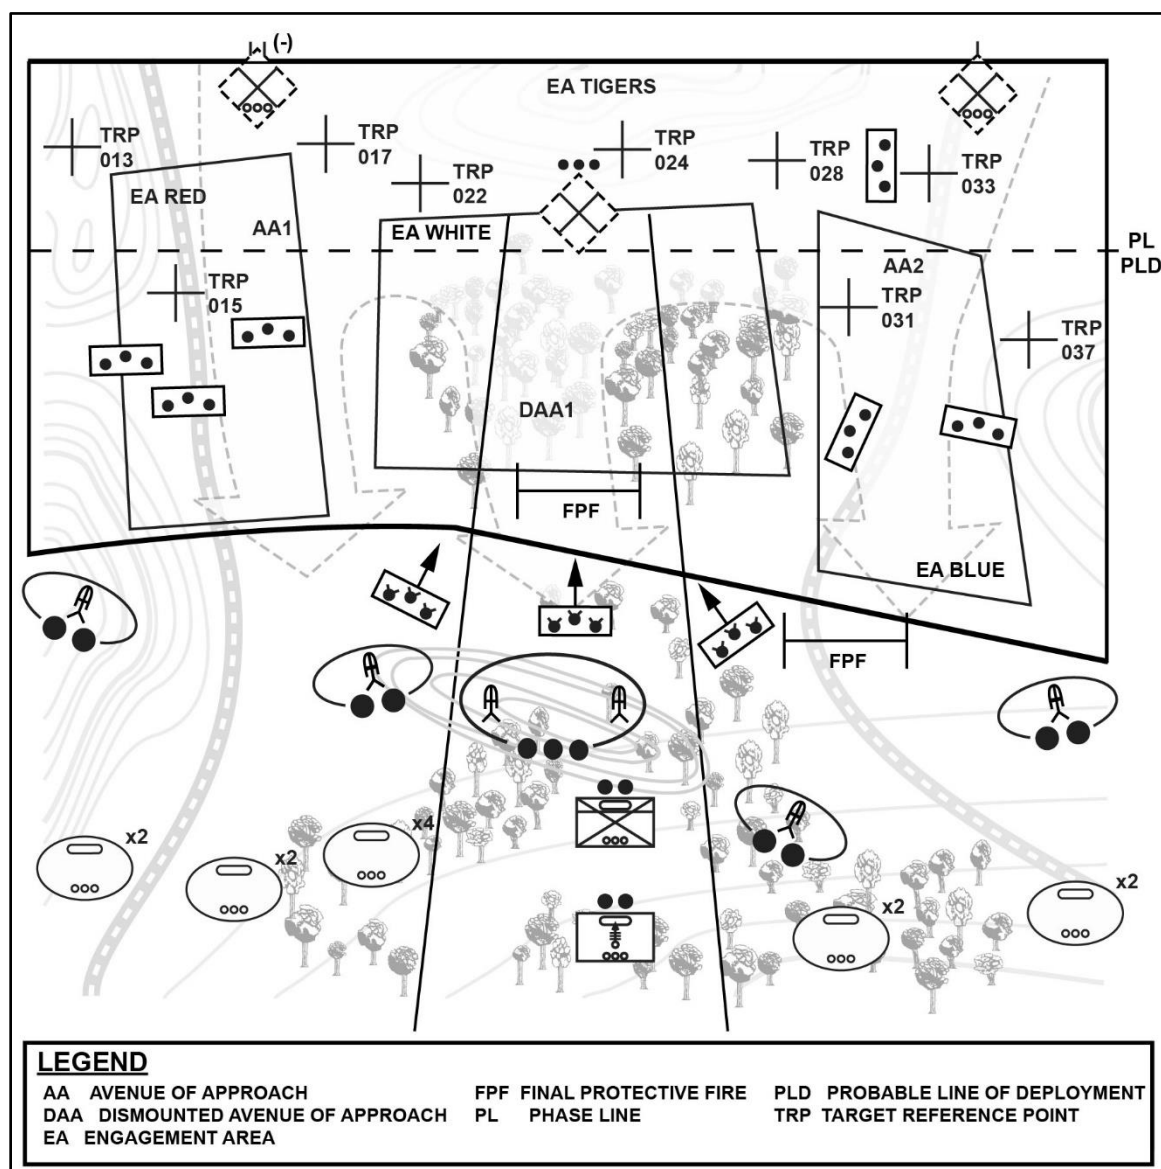 (-)
EA TIGERS
TRP
013
TRP
017
TRP
022
TRP
024
TRP
028
TRP
033
EA RED
AA1
EA WHITE
PL
PLD
AA2
TRP
015
TRP
031
TRP
037
DAA1
FPF
EA BLUE
FPF
x2
x2
x4
x2
x2
LEGEND
AA AVENUE OF APPROACH
DAA DISMOUNTED AVENUE OF APPROACH
EA ENGAGEMENT AREA
FPF FINAL PROTECTIVE FIRE
PL PHASE LINE
PLD PROBABLE LINE OF DEPLOYMENT
TRP TARGET REFERENCE POINT